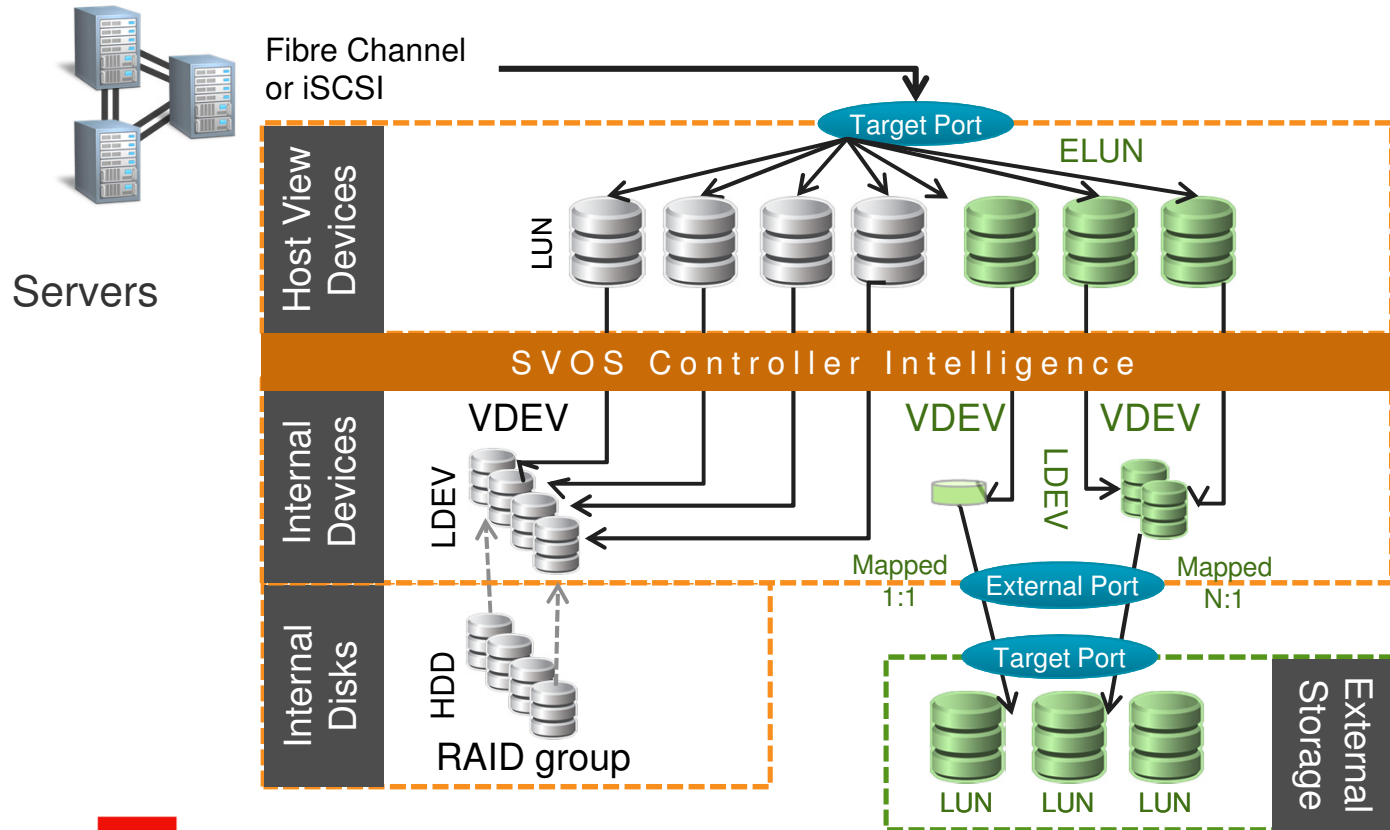 Fibre Channel
or iSCSI
Target Port
ELUN
Host View
Devices
LUN
Servers
SVOS Controller Intelligence
VDEV
VDEV
VDEV
Internal
Devices
LDEV
LDEV
Mapped
1:1
External Port
Mapped
N:1
Internal
Disks
HDD
RAID group
Target Port
LUN
LUN
LUN
External
Storage